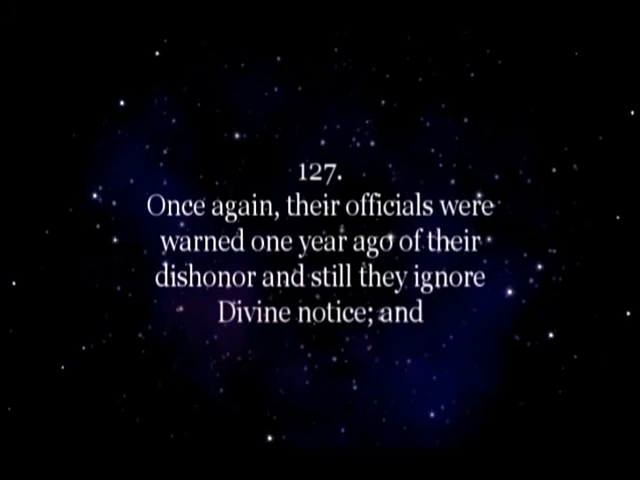 127.
Once again, their officials were
warned one year ago of their
dishonor and still they ignore
Divine notice; and